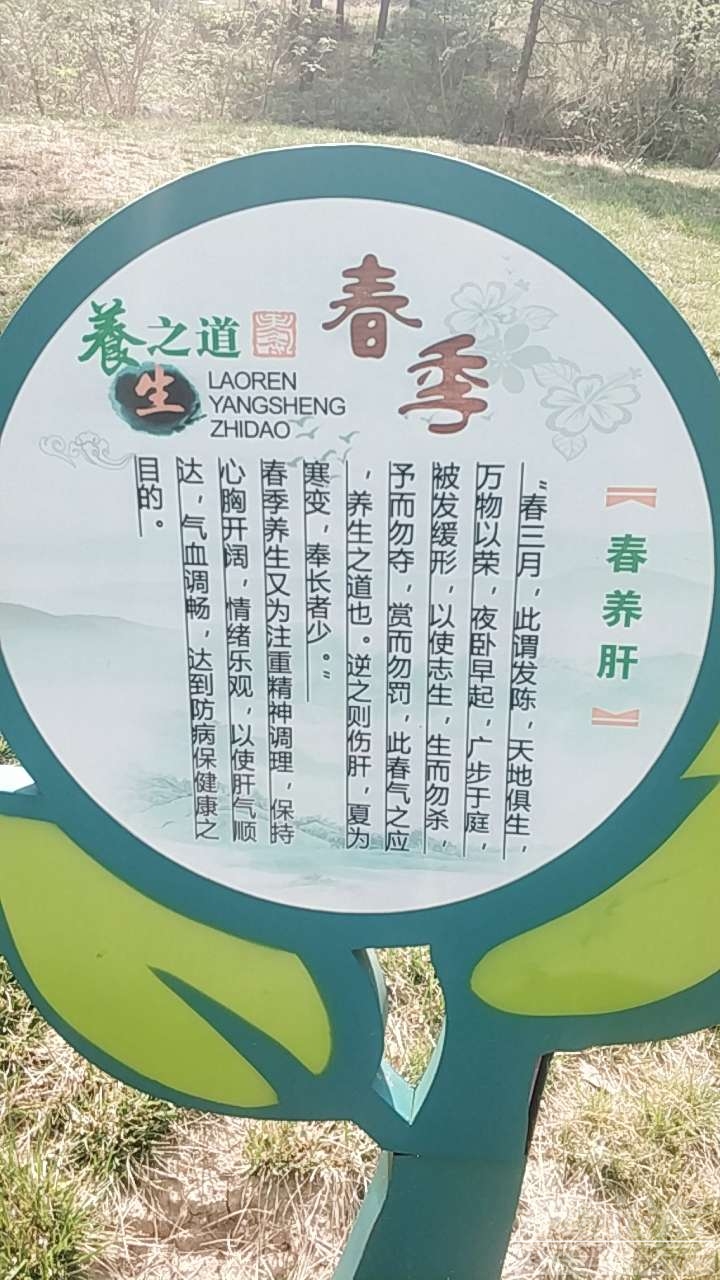 养生之道
LAOREN
YANGSHENG
ZHIDAO
春季
【春养肝】
“春三月，此谓发陈，天地俱生，
万物以荣，夜卧早起，广步于庭，
被发缓形，以使志生，生而勿杀，
予而勿夺，赏而勿罚，此春气之应
，养生之道也。逆之则伤肝，夏为
寒变，奉长者少。”
春季养生又为注重精神调理，保持
心胸开阔，情绪乐观，以使肝气顺
达，气血调畅，达到防病保健康之
目的。